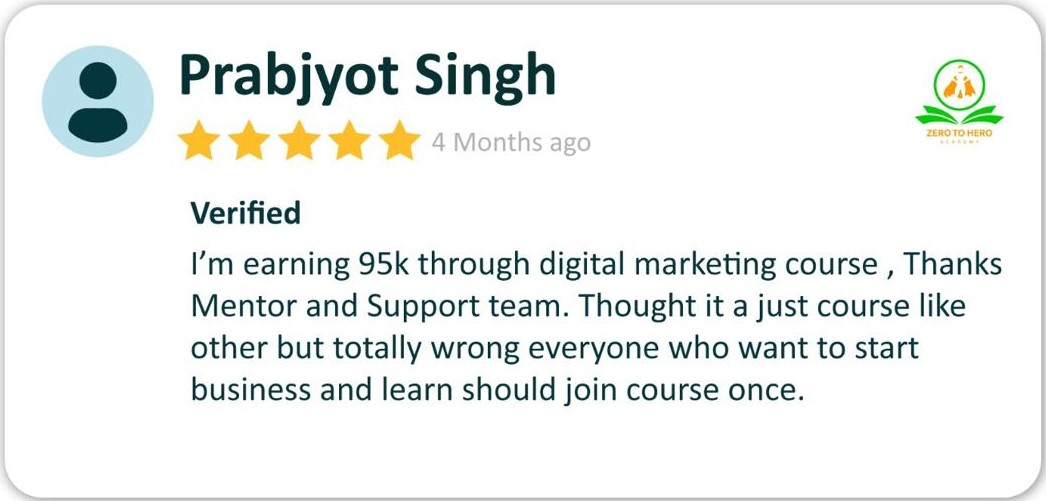 Prabjyot Singh
4 Months ago
ZERO TO HERO
ACADEMY
Verified
I’m earning 95k through digital marketing course , Thanks
Mentor and Support team. Thought it a just course like
other but totally wrong everyone who want to start
business and learn should join course once.